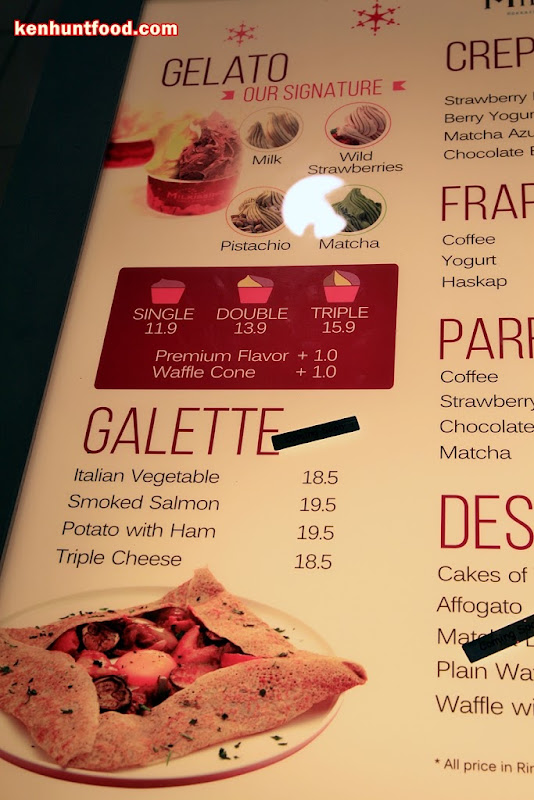 kenhuntfood.com
GELATO
OUR SIGNATURE
Milk
Wild
Strawberries
Pistachio
Matcha
SINGLE
11.9
DOUBLE
13.9
TRIPLE
15.9
Premium Flavor + 1.0
Waffle Cone + 1.0
GALETTE
Italian Vegetable 18.5
Smoked Salmon 19.5
Potato with Ham 19.5
Triple Cheese 18.5
CREP
Strawberry
Berry Yogur
Matcha Azu
Chocolate
FRAP
Coffee
Yogurt
Haskap
PARF
Coffee
Strawberry
Chocolate
Matcha
DES
Cakes of
Affogato
Plain Wa
Waffle wi
* All price in Rin